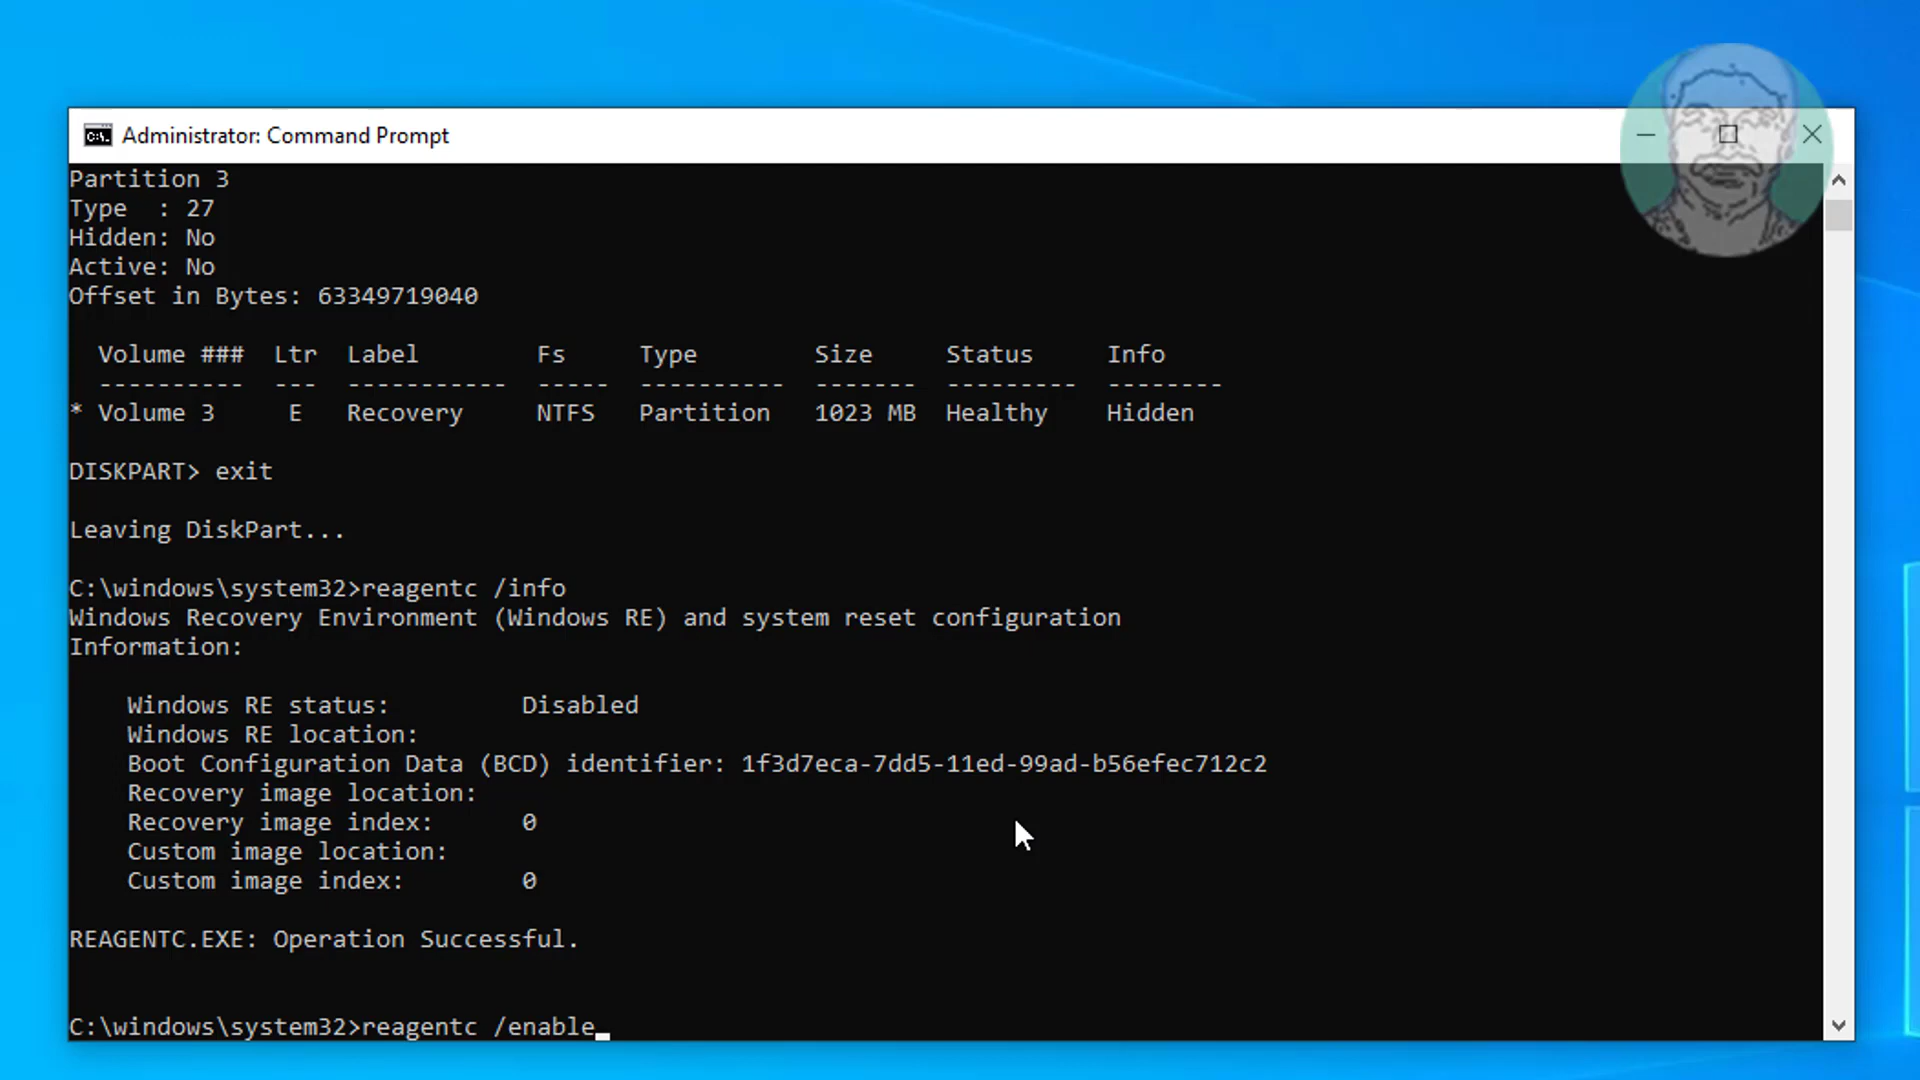 Administrator: Command Prompt
Partition 3
Type  : 27
Hidden: No
Active: No
Offset in Bytes: 63349719040
  Volume ###  Ltr  Label        Fs     Type        Size     Status     Info
  ----------  ---  -----------  -----  ----------  -------  ---------  --------
* Volume 3     E   Recovery     NTFS   Partition   1023 MB  Healthy    Hidden
DISKPART> exit
Leaving DiskPart...
C:\windows\system32>reagentc /info
Windows Recovery Environment (Windows RE) and system reset configuration
Information:
    Windows RE status:         Disabled
    Windows RE location:
    Boot Configuration Data (BCD) identifier: 1f3d7eca-7dd5-11ed-99ad-b56efec712c2
    Recovery image location:
    Recovery image index:      0
    Custom image location:
    Custom image index:        0
REAGENTC.EXE: Operation Successful.
C:\windows\system32>reagentc /enable